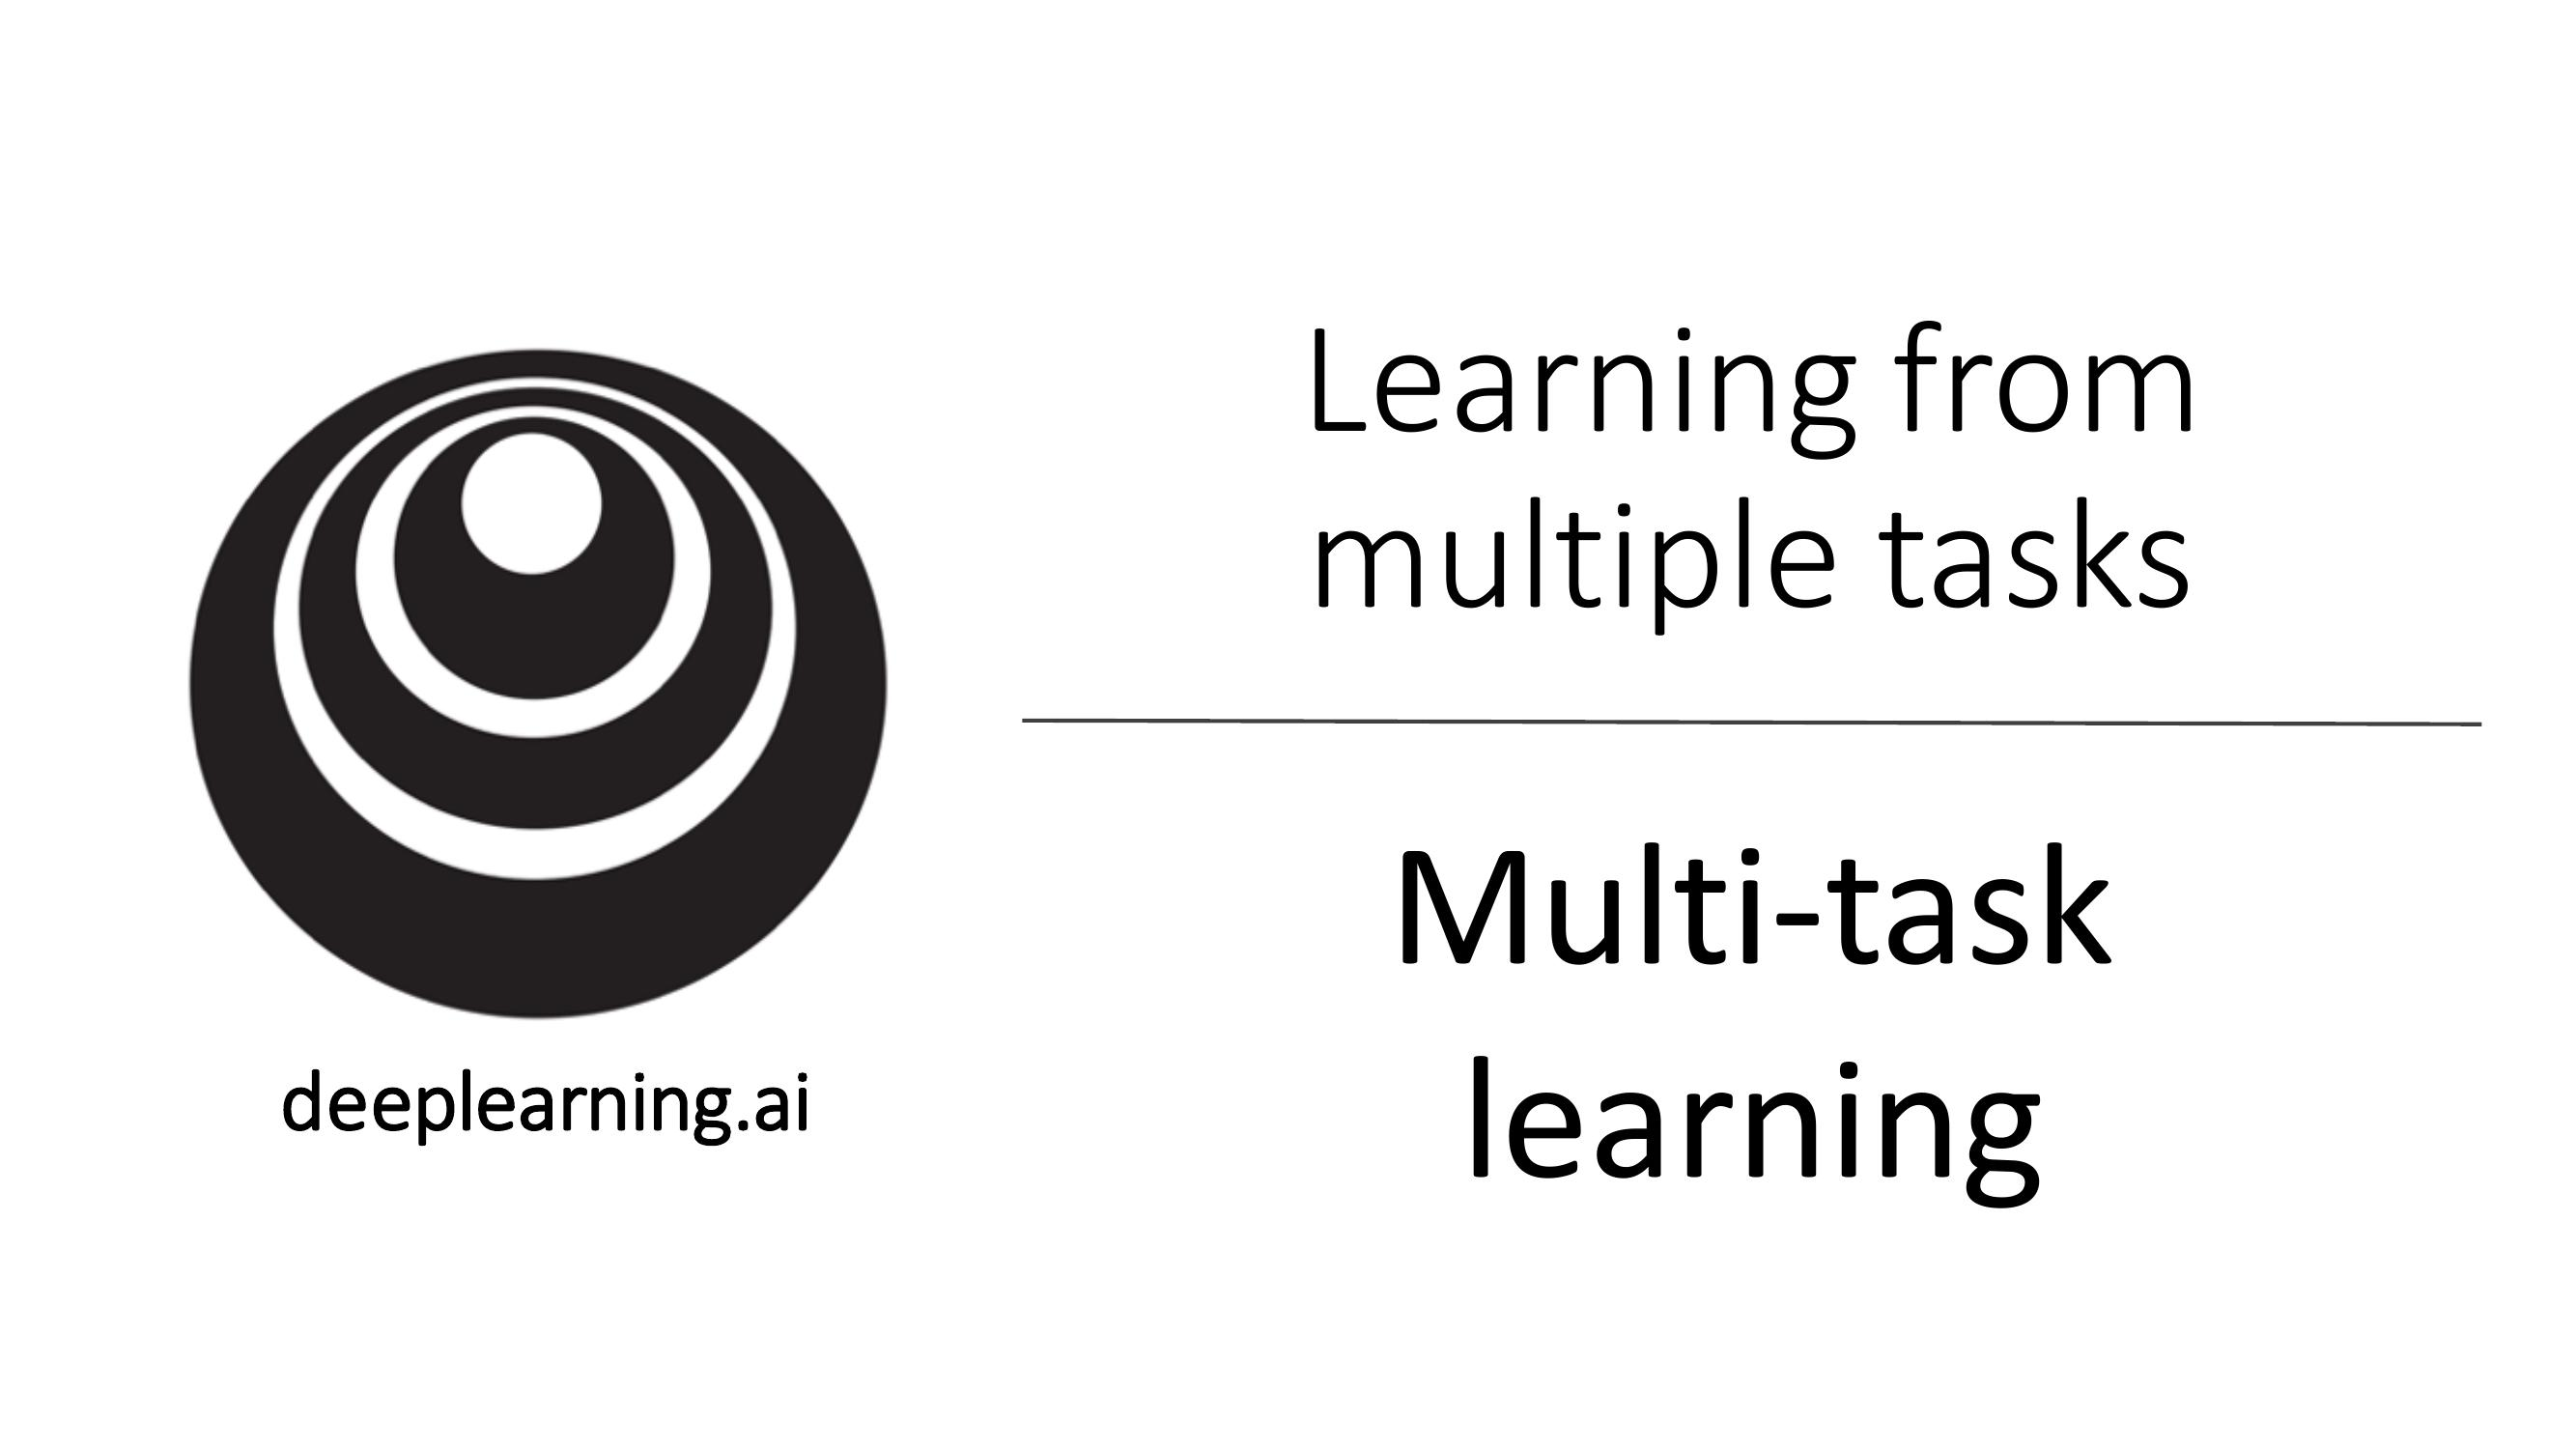 Learning from
multiple tasks
Multi-task
learning
deeplearning.ai